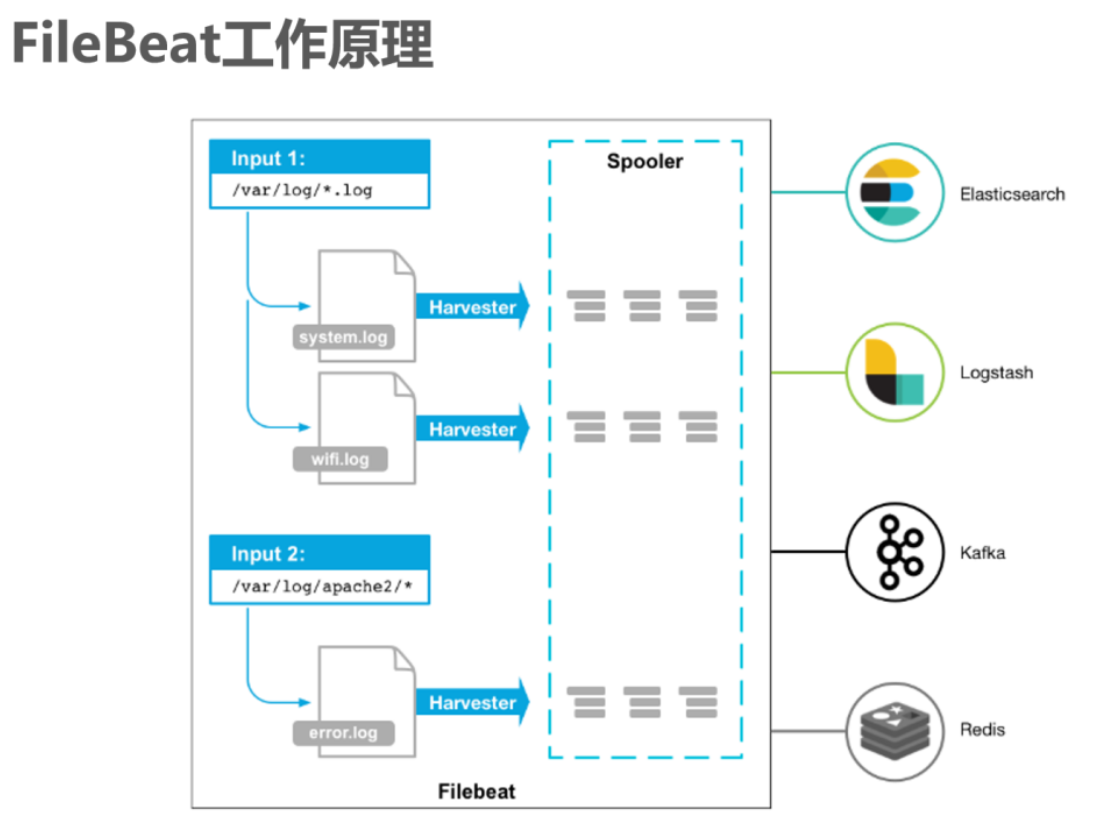 FileBeat工作原理
Input 1:
/var/log/*.log
Spooler
Harvester
system.log
Harvester
wifi.log
Input 2:
/var/log/apache2/*
Harvester
error.log
Filebeat
Elasticsearch
Logstash
Kafka
Redis